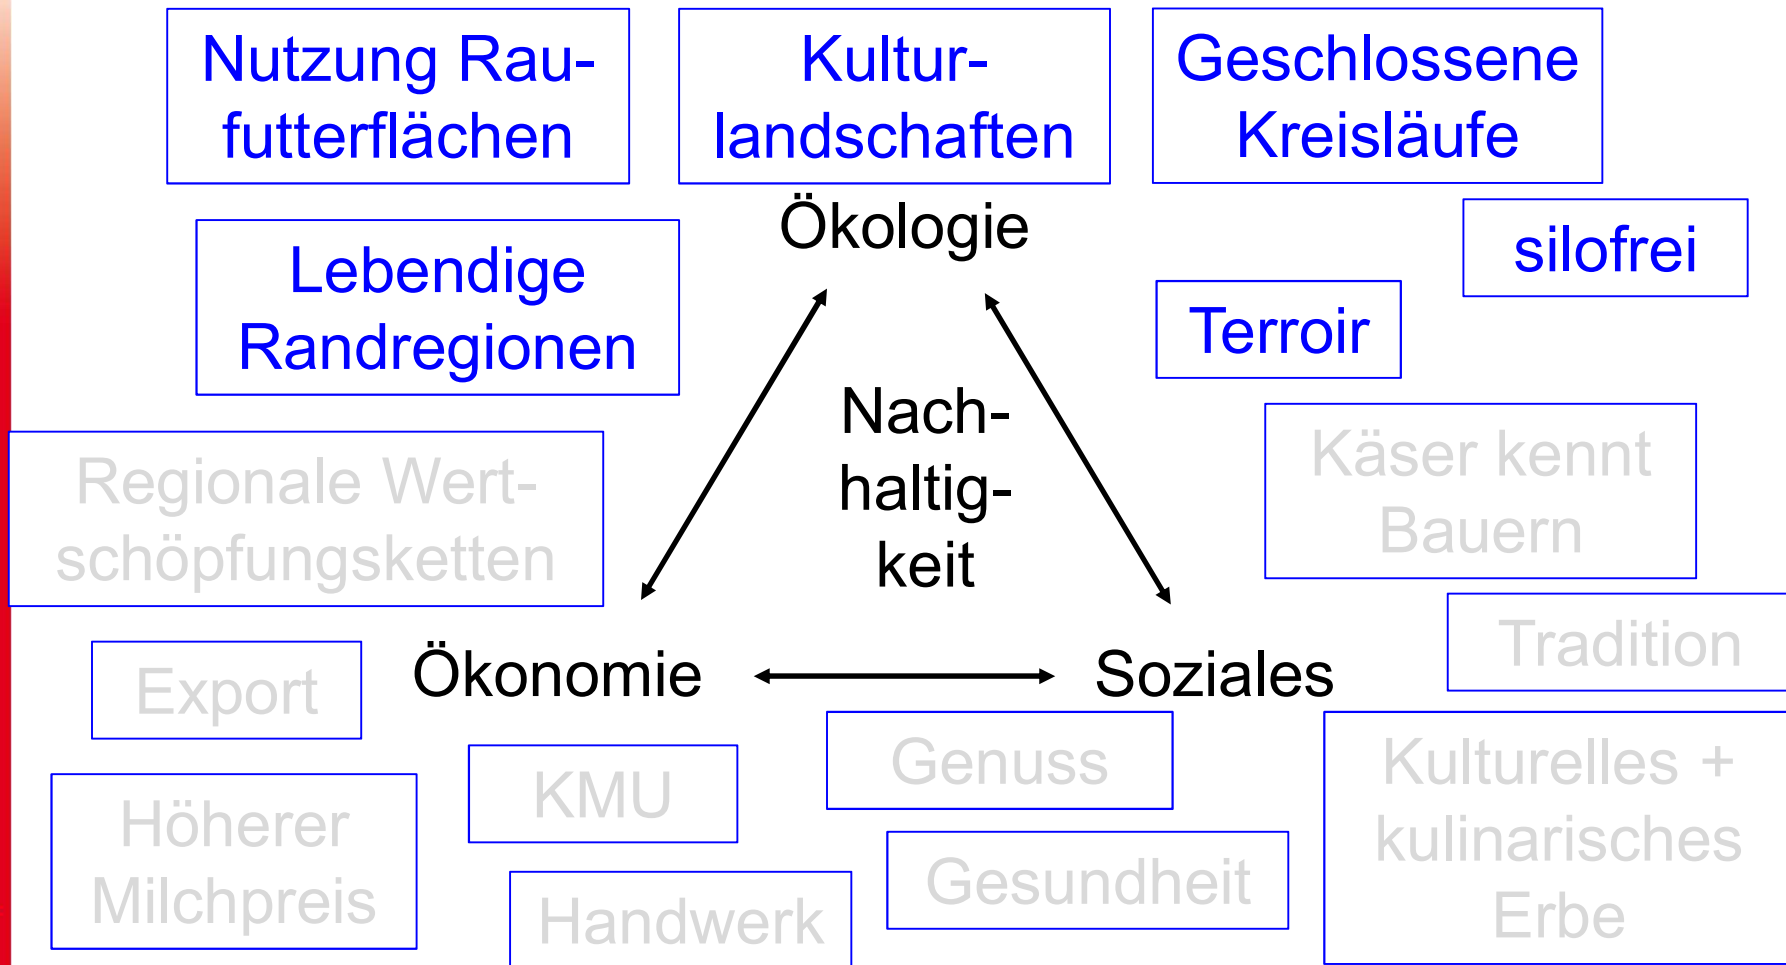 Nutzung Rau-
futterflächen
Kultur-
landschaften
Geschlossene
Kreisläufe
Ökologie
silofrei
Lebendige
Randregionen
Terroir
Nach-
haltig-
keit
Regionale Wert-
schöpfungsketten
Käser kennt
Bauern
Export
Ökonomie
Soziales
Tradition
Höherer
Milchpreis
KMU
Genuss
Kulturelles +
kulinarisches
Erbe
Handwerk
Gesundheit